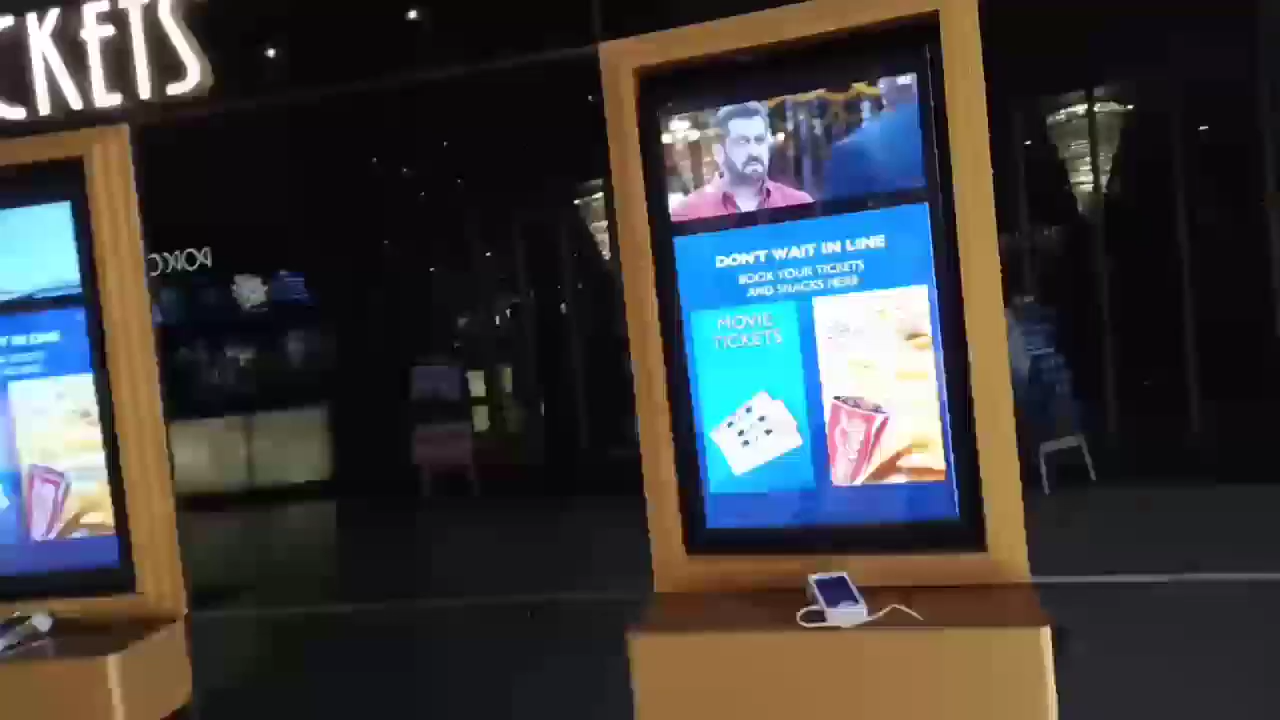 CKETS
DON'T WAIT IN LINE
BOOK YOUR TICKETS
AND SNACKS HERE
MOVIE
TICKETS